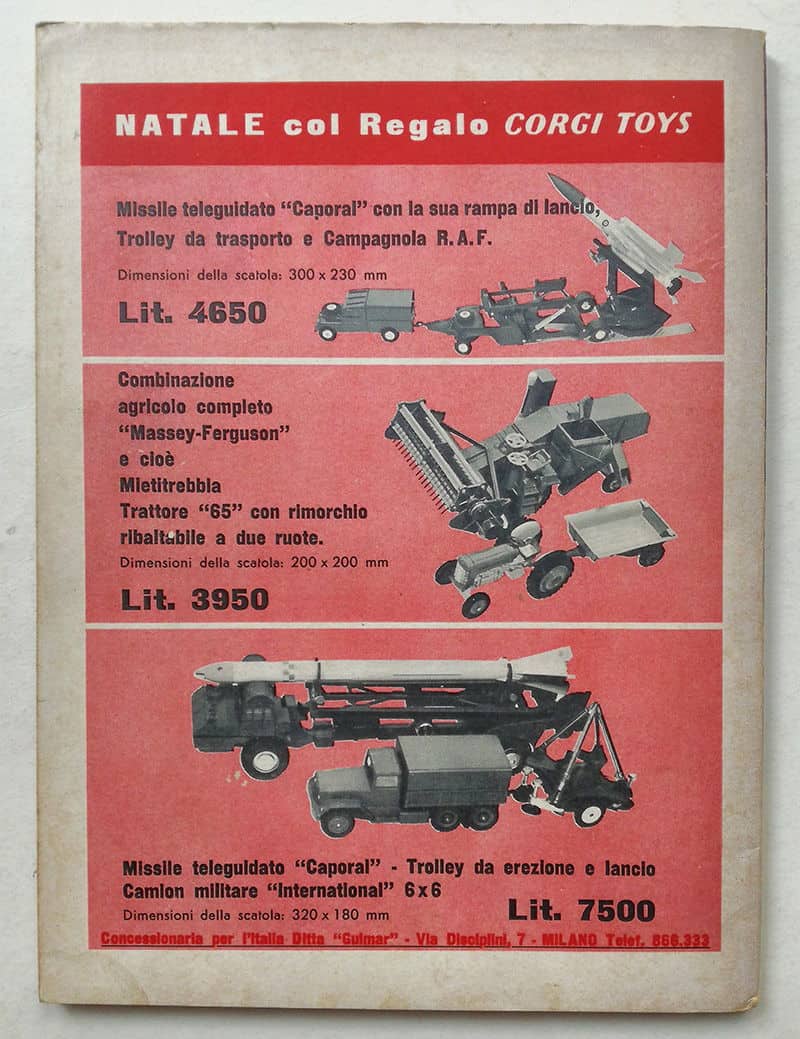 NATALE col Regalo CORGI TOYS
Missile teleguidato “Caporal” con la sua rampa di lancio,
Trolley da trasporto e Campagnola R.A.F.
Dimensioni della scatola: 300 x 230 mm
Lit. 4650
Combinazione
agricolo completo
“Massey-Ferguson”
e cioè
Mietitrebbia
Trattore “65” con rimorchio
ribaltabile a due ruote.
Dimensioni della scatola: 200 x 200 mm
Lit. 3950
Missile teleguidato “Caporal” - Trolley da erezione e lancio
Camion militare “International” 6x6
Dimensioni della scatola: 320 x 180 mm
Lit. 7500
Concessionaria per l'Italia Ditta “Gulmar” - Via Disciplini, 7 - MILANO Telef. 866.333